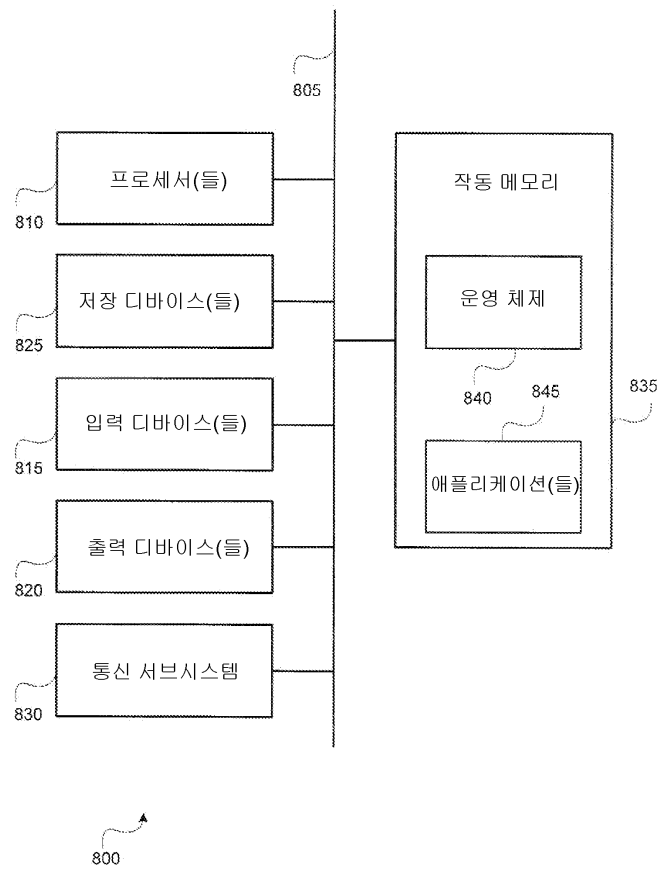 805
프로세서(들)
810
저장 디바이스(들)
825
입력 디바이스(들)
815
출력 디바이스(들)
820
통신 서브시스템
830
작동 메모리
운영 체제
840
845
835
애플리케이션(들)
800